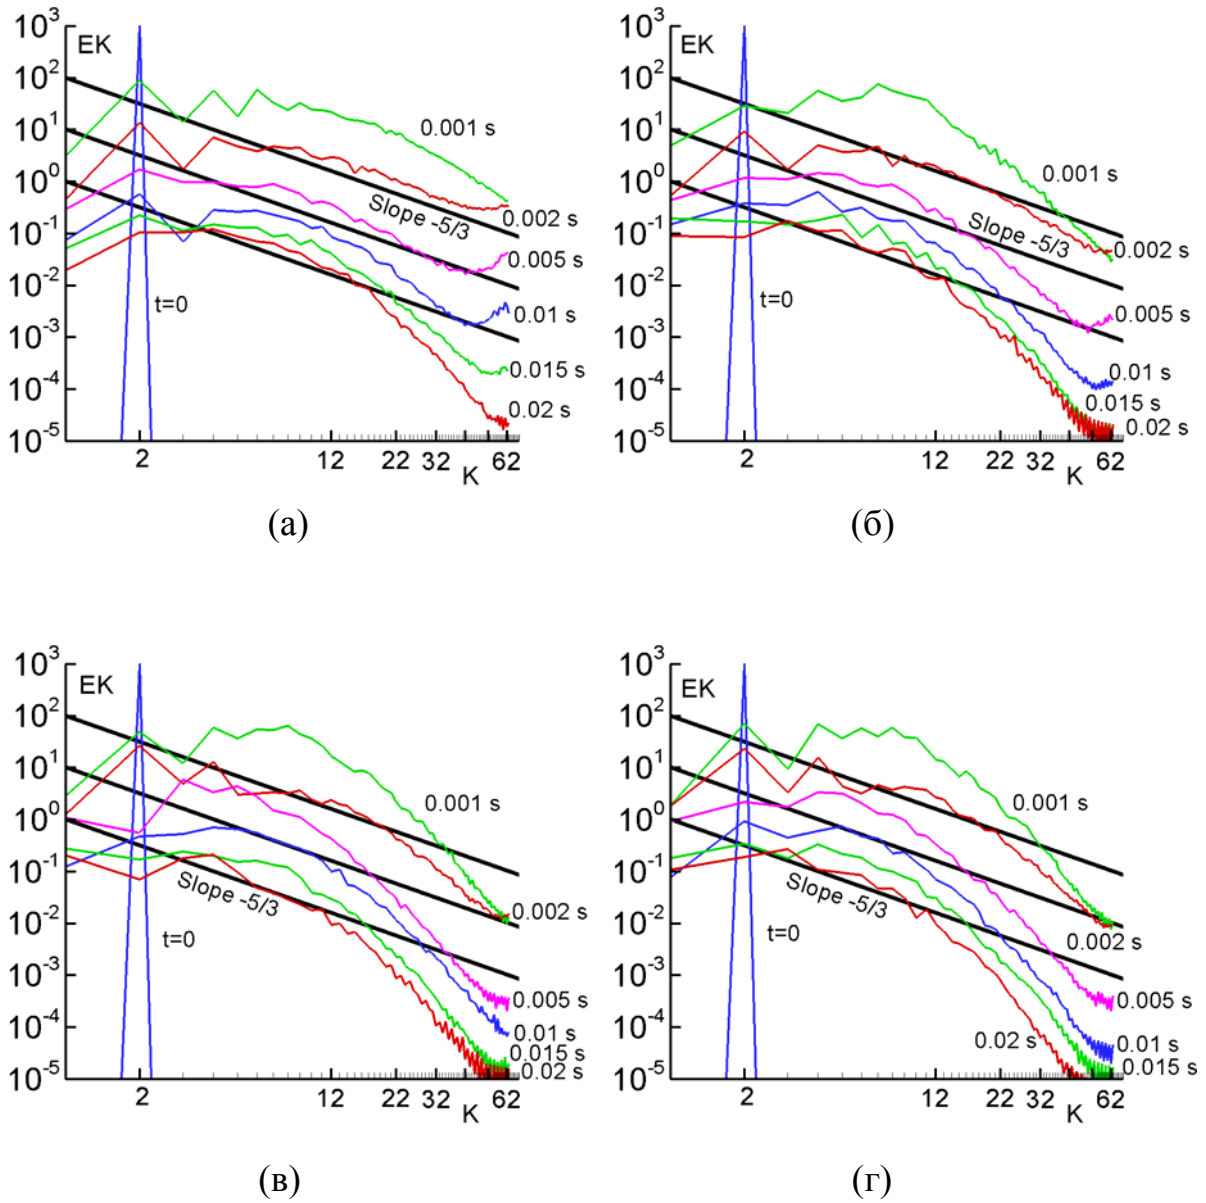 10³
EK
10²
10¹
10⁰
10⁻¹
10⁻²
10⁻³
10⁻⁴
10⁻⁵
0.001 s
Slope -5/3
0.002 s
0.005 s
t=0
0.01 s
0.015 s
0.02 s
2 12 22 32 62
K
(а)
10³
EK
10²
10¹
10⁰
10⁻¹
10⁻²
10⁻³
10⁻⁴
10⁻⁵
0.001 s
Slope -5/3
0.002 s
t=0
0.005 s
0.01 s
0.015 s
0.02 s
2 12 22 32 62
K
(б)
10³
EK
10²
10¹
10⁰
10⁻¹
10⁻²
10⁻³
10⁻⁴
10⁻⁵
0.001 s
Slope -5/3
0.002 s
t=0
0.005 s
0.01 s
0.015 s
0.02 s
2 12 22 32 62
K
(в)
10³
EK
10²
10¹
10⁰
10⁻¹
10⁻²
10⁻³
10⁻⁴
10⁻⁵
0.001 s
Slope -5/3
t=0
0.002 s
0.005 s
0.02 s
0.01 s
0.015 s
2 12 22 32 62
K
(г)